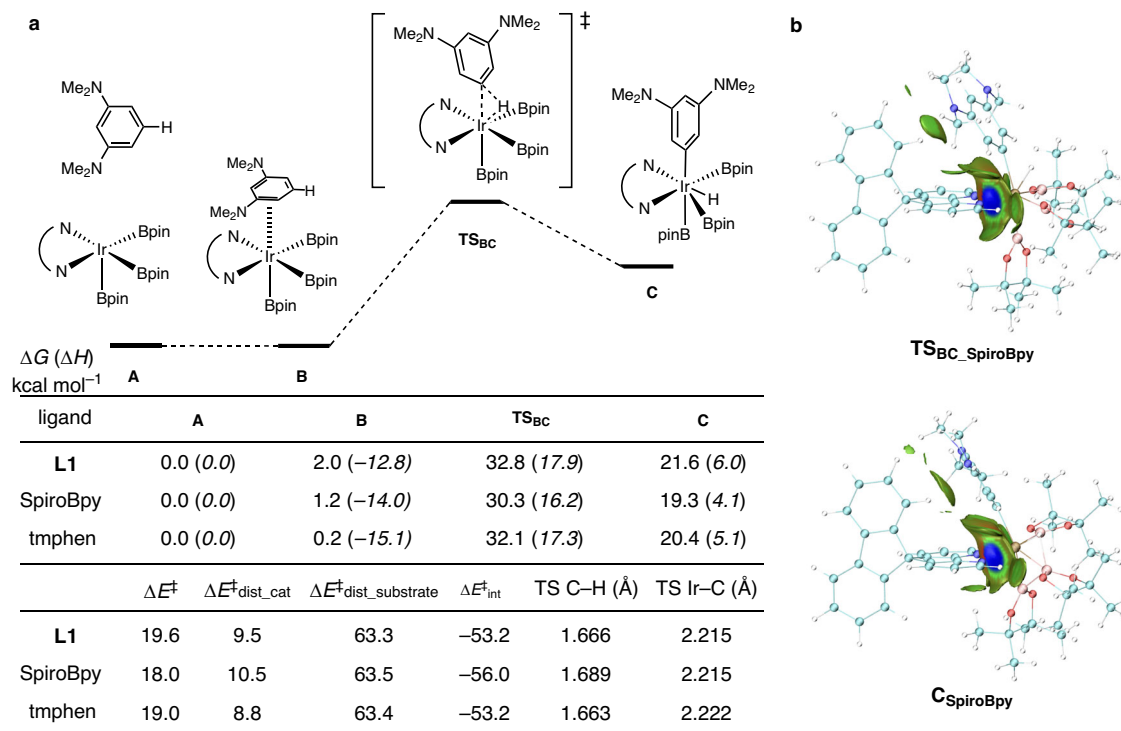 a
b
Me2N
H
Me2N
N
N
Ir
Bpin
Bpin
Bpin
Me2N
H
Me2N
N
N
Ir
Bpin
Bpin
Bpin
Me2N
NMe2
‡
H
N
N
Ir
Bpin
Bpin
Bpin
TSBC
Me2N
NMe2
N
N
Ir
Bpin
H
Bpin
pinB
C
ΔG (ΔH)
kcal mol–1
A
B
ligand A B TSBC C
L1 0.0 (0.0) 2.0 (–12.8) 32.8 (17.9) 21.6 (6.0)
SpiroBpy 0.0 (0.0) 1.2 (–14.0) 30.3 (16.2) 19.3 (4.1)
tmphen 0.0 (0.0) 0.2 (–15.1) 32.1 (17.3) 20.4 (5.1)
ΔE‡ ΔE‡dist_cat ΔE‡dist_substrate ΔE‡int TS C–H (Å) TS Ir–C (Å)
L1 19.6 9.5 63.3 –53.2 1.666 2.215
SpiroBpy 18.0 10.5 63.5 –56.0 1.689 2.215
tmphen 19.0 8.8 63.4 –53.2 1.663 2.222
TSBC_SpiroBpy
CSpiroBpy